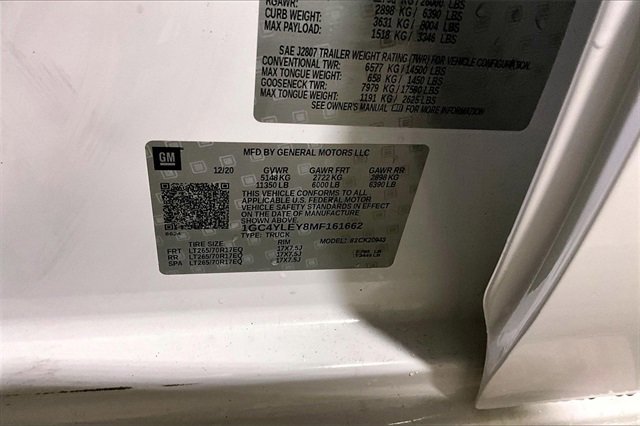 RGAWR:
CURB WEIGHT: 2898 KG / 6390 LBS
MAX PAYLOAD: 3631 KG / 8004 LBS
1518 KG / 3346 LBS
SAE J2807 TRAILER WEIGHT RATING (TWR) FOR VEHICLE CONFIGURATION
CONVENTIONAL TWR: 6577 KG / 14500 LBS
MAX TONGUE WEIGHT: 658 KG / 1450 LBS
GOOSENECK TWR: 7979 KG / 17590 LBS
MAX TONGUE WEIGHT: 1191 KG / 2625 LBS
SEE OWNER'S MANUAL FOR MORE INFORMATION
GM
MFD BY GENERAL MOTORS LLC
12/20 GVWR GAWR FRT GAWR RR
5148 KG 2722 KG 2898 KG
11350 LB 6000 LB 6390 LB
THIS VEHICLE CONFORMS TO ALL
APPLICABLE U.S. FEDERAL MOTOR
VEHICLE SAFETY STANDARDS IN EFFECT
ON THE DATE OF MANUFACTURE SHOWN ABOVE.
1GC4YLEY8MF161662
TYPE: TRUCK
TIRE SIZE RIM MODEL: #2CK20943
FRT LT265/70R17EQ 17X7.5J
RR LT265/70R17EQ 17X7.5J
SPA LT265/70R17EQ 17X7.5J